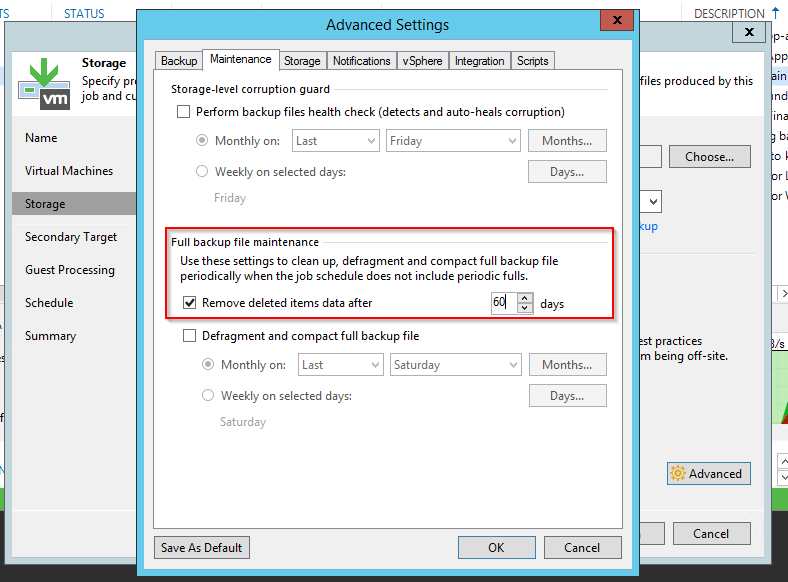 TS
STATUS
DESCRIPTION
Advanced Settings
x
x
Storage
Specify pr
job and cu
files produced by this
vm
Name
Virtual Machines
Storage
Secondary Target
Guest Processing
Schedule
Summary
Backup
Maintenance
Storage
Notifications
vSphere
Integration
Scripts
Storage-level corruption guard
Perform backup files health check (detects and auto-heals corruption)
Monthly on:
Last
Friday
Months...
Weekly on selected days:
Days...
Friday
Full backup file maintenance
Use these settings to clean up, defragment and compact full backup file
periodically when the job schedule does not include periodic fulls.
Remove deleted items data after
60
days
Defragment and compact full backup file
Monthly on:
Last
Saturday
Months...
Weekly on selected days:
Days...
Saturday
Choose...
kup
est practices
m being off-site.
Advanced
Save As Default
OK
Cancel
Cancel